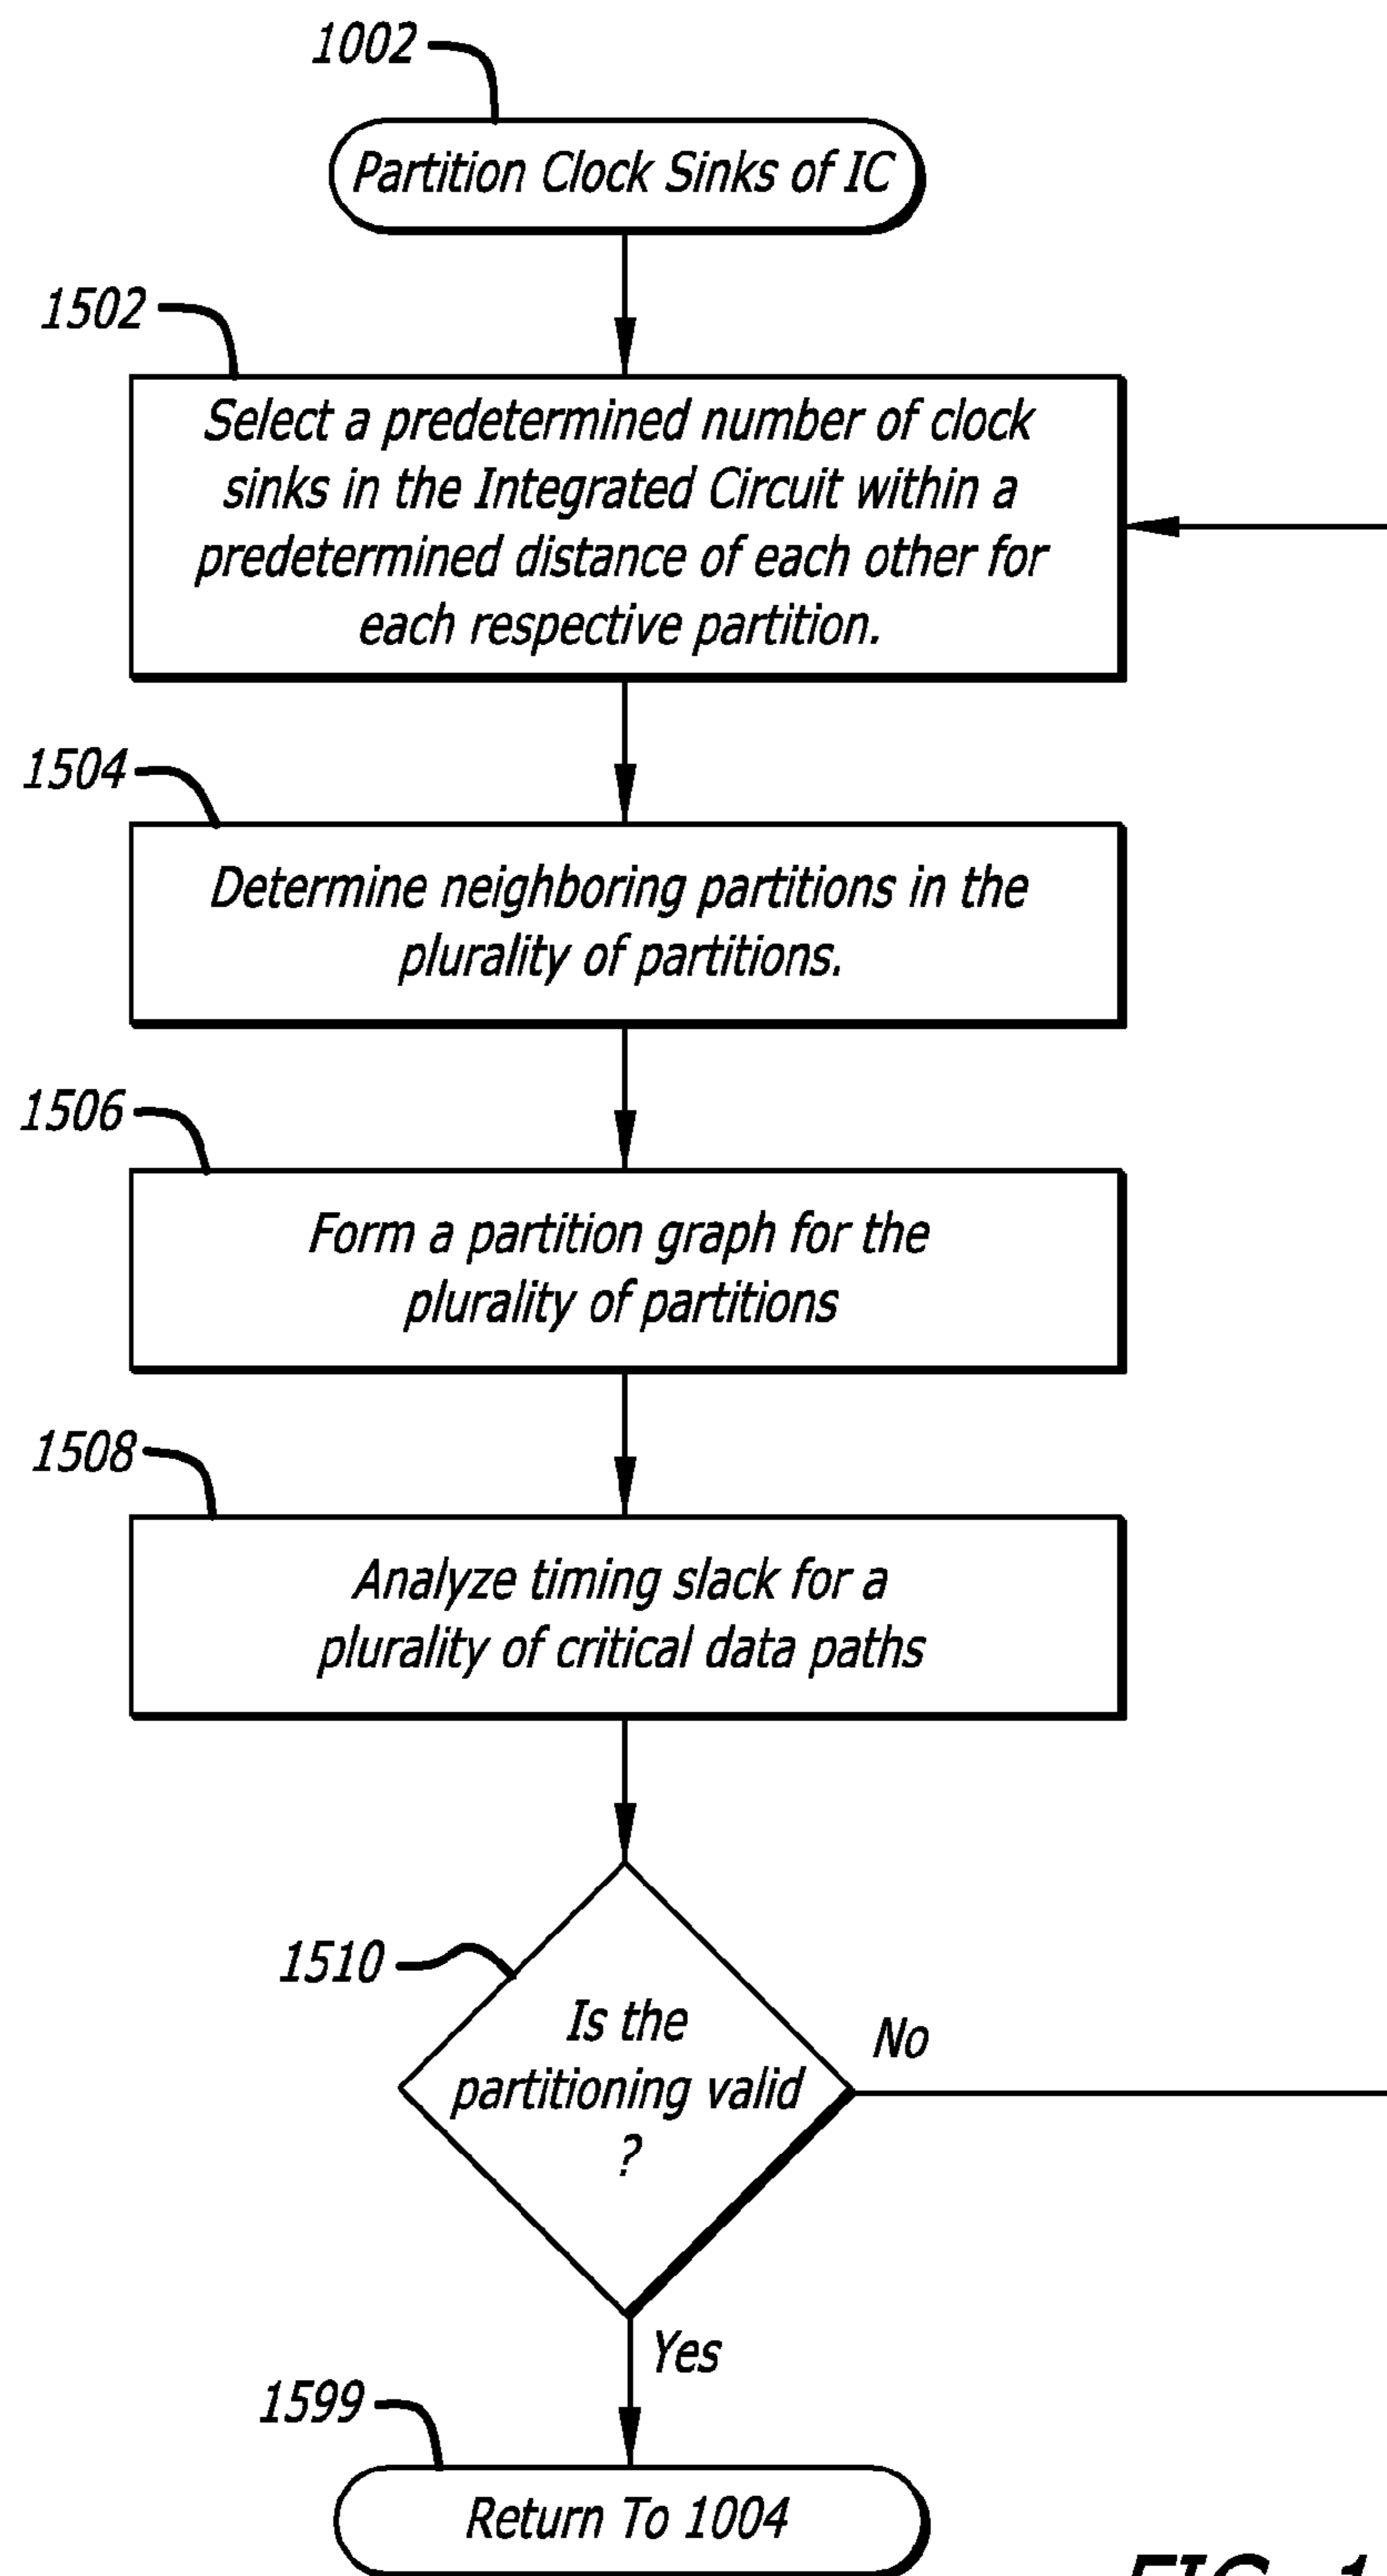 1002
Partition Clock Sinks of IC
1502
Select a predetermined number of clock
sinks in the Integrated Circuit within a
predetermined distance of each other for
each respective partition.
1504
Determine neighboring partitions in the
plurality of partitions.
1506
Form a partition graph for the
plurality of partitions
1508
Analyze timing slack for a
plurality of critical data paths
1510
Is the
partitioning valid
?
No
Yes
1599
Return To 1004